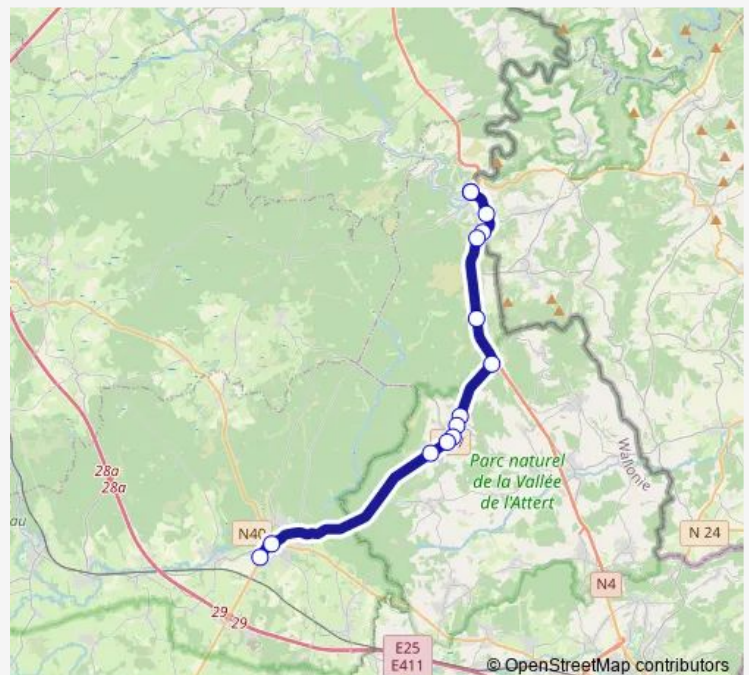 28a
28a
Parc naturel
de la Vallée
de l'Attert
Wallonie
au
N40
N 24
N4
29
29
E25
E411
© OpenStreetMap contributors